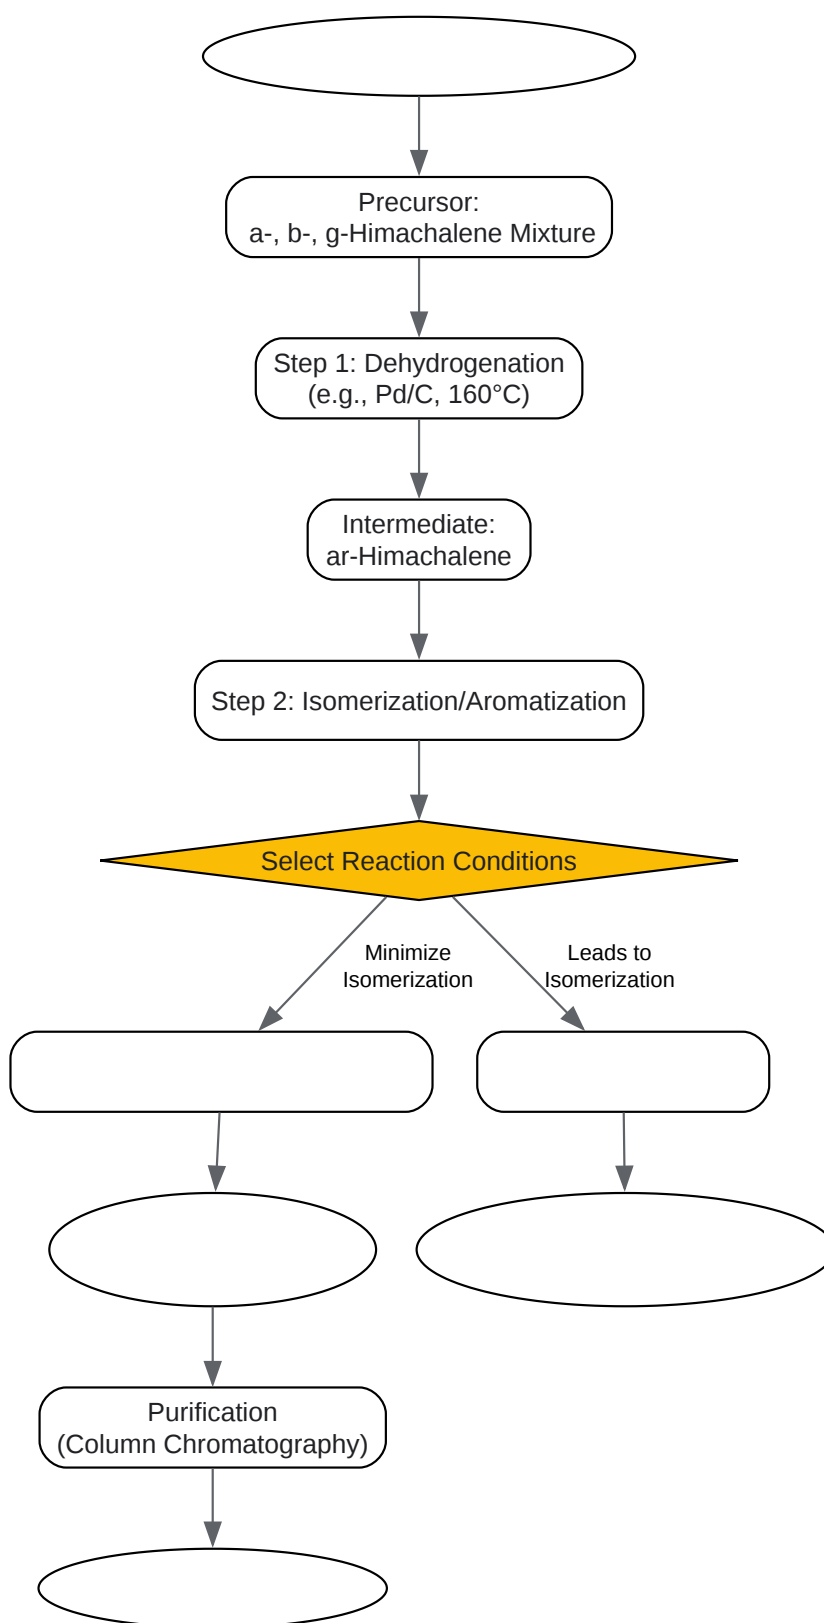 Precursor:
a-, b-, g-Himachalene Mixture
Step 1: Dehydrogenation
(e.g., Pd/C, 160°C)
Intermediate:
ar-Himachalene
Step 2: Isomerization/Aromatization
Select Reaction Conditions
Minimize
Isomerization
Leads to
Isomerization
Purification
(Column Chromatography)